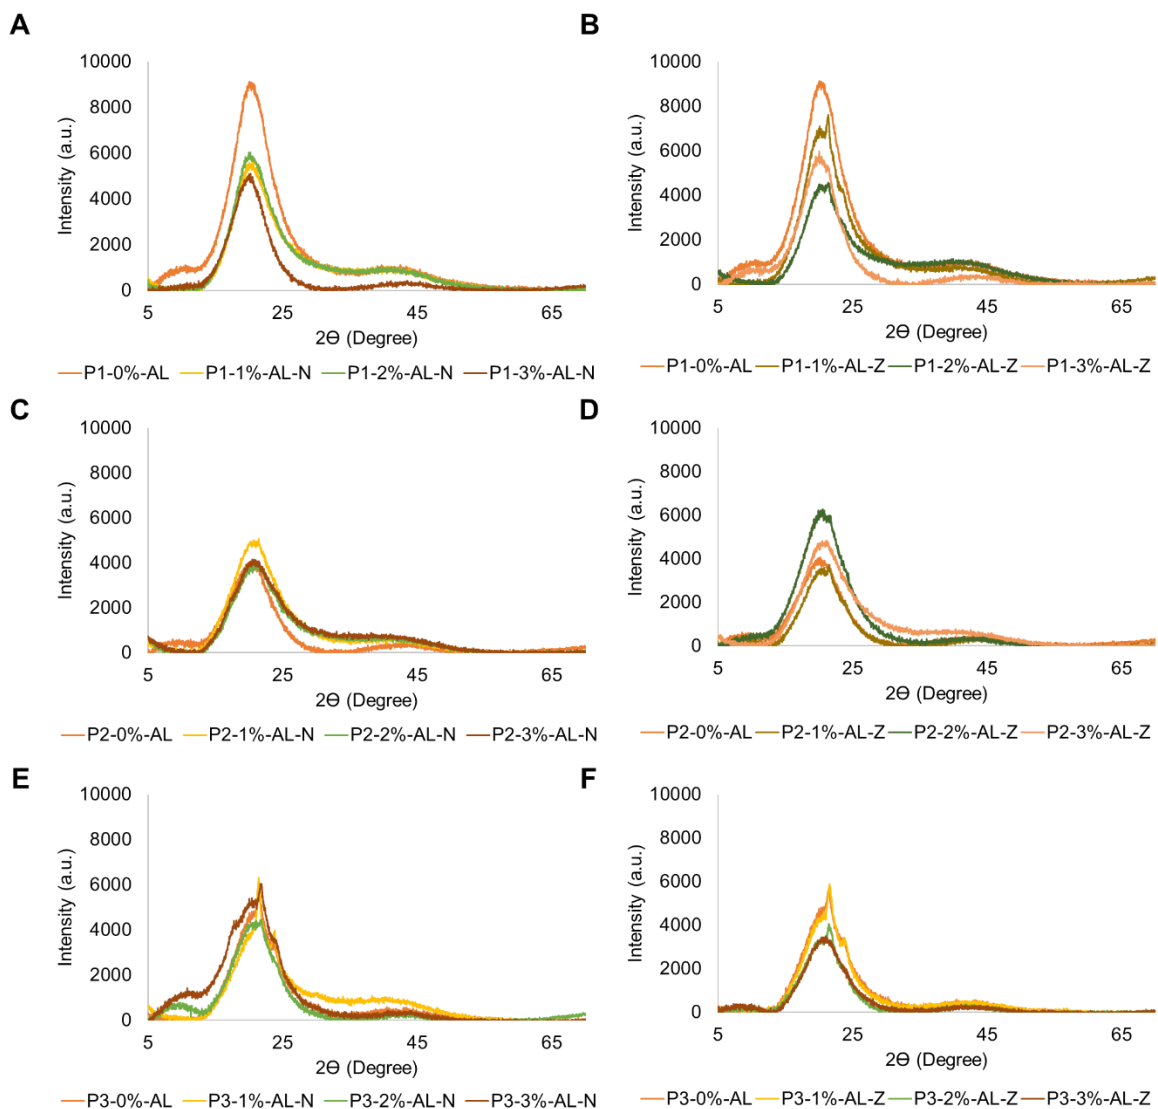 A
10000
8000
6000
4000
2000
0
Intensity (a.u.)
5 25 45 65
2Ө (Degree)
P1-0%-AL P1-1%-AL-N P1-2%-AL-N P1-3%-AL-N
B
10000
8000
6000
4000
2000
0
Intensity (a.u.)
5 25 45 65
2Ө (Degree)
P1-0%-AL P1-1%-AL-Z P1-2%-AL-Z P1-3%-AL-Z
C
10000
8000
6000
4000
2000
0
Intensity (a.u.)
5 25 45 65
2Ө (Degree)
P2-0%-AL P2-1%-AL-N P2-2%-AL-N P2-3%-AL-N
D
10000
8000
6000
4000
2000
0
Intensity (a.u.)
5 25 45 65
2Ө (Degree)
P2-0%-AL P2-1%-AL-Z P2-2%-AL-Z P2-3%-AL-Z
E
10000
8000
6000
4000
2000
0
Intensity (a.u.)
5 25 45 65
2Ө (Degree)
P3-0%-AL P3-1%-AL-N P3-2%-AL-N P3-3%-AL-N
F
10000
8000
6000
4000
2000
0
Intensity (a.u.)
5 25 45 65
2Ө (Degree)
P3-0%-AL P3-1%-AL-Z P3-2%-AL-Z P3-3%-AL-Z